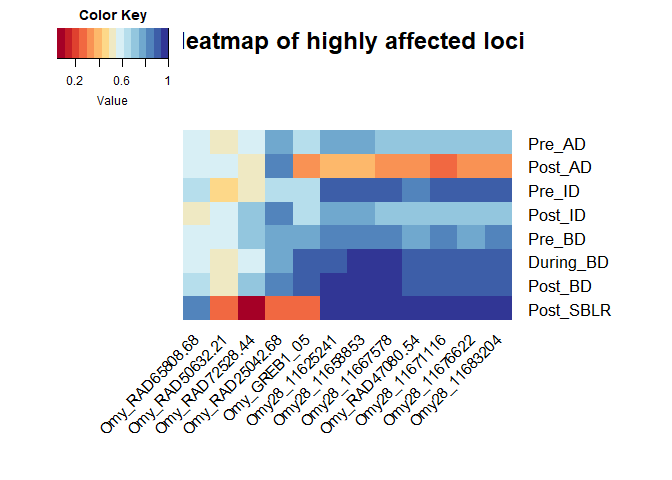 Color Key
0.2 0.6 1
Value
leatmap of highly affected loci
Pre_AD
Post_AD
Pre_ID
Post_ID
Pre_BD
During_BD
Post_BD
Post_SBLR
Omy_RAD65808.68
Omy_RAD50632.21
Omy_RAD72528.44
Omy_RAD25042.68
Omy_GREB1_05
Omy28_11625241
Omy28_11658853
Omy28_11667578
Omy_RAD47080.54
Omy28_11671116
Omy28_11676622
Omy28_11683204